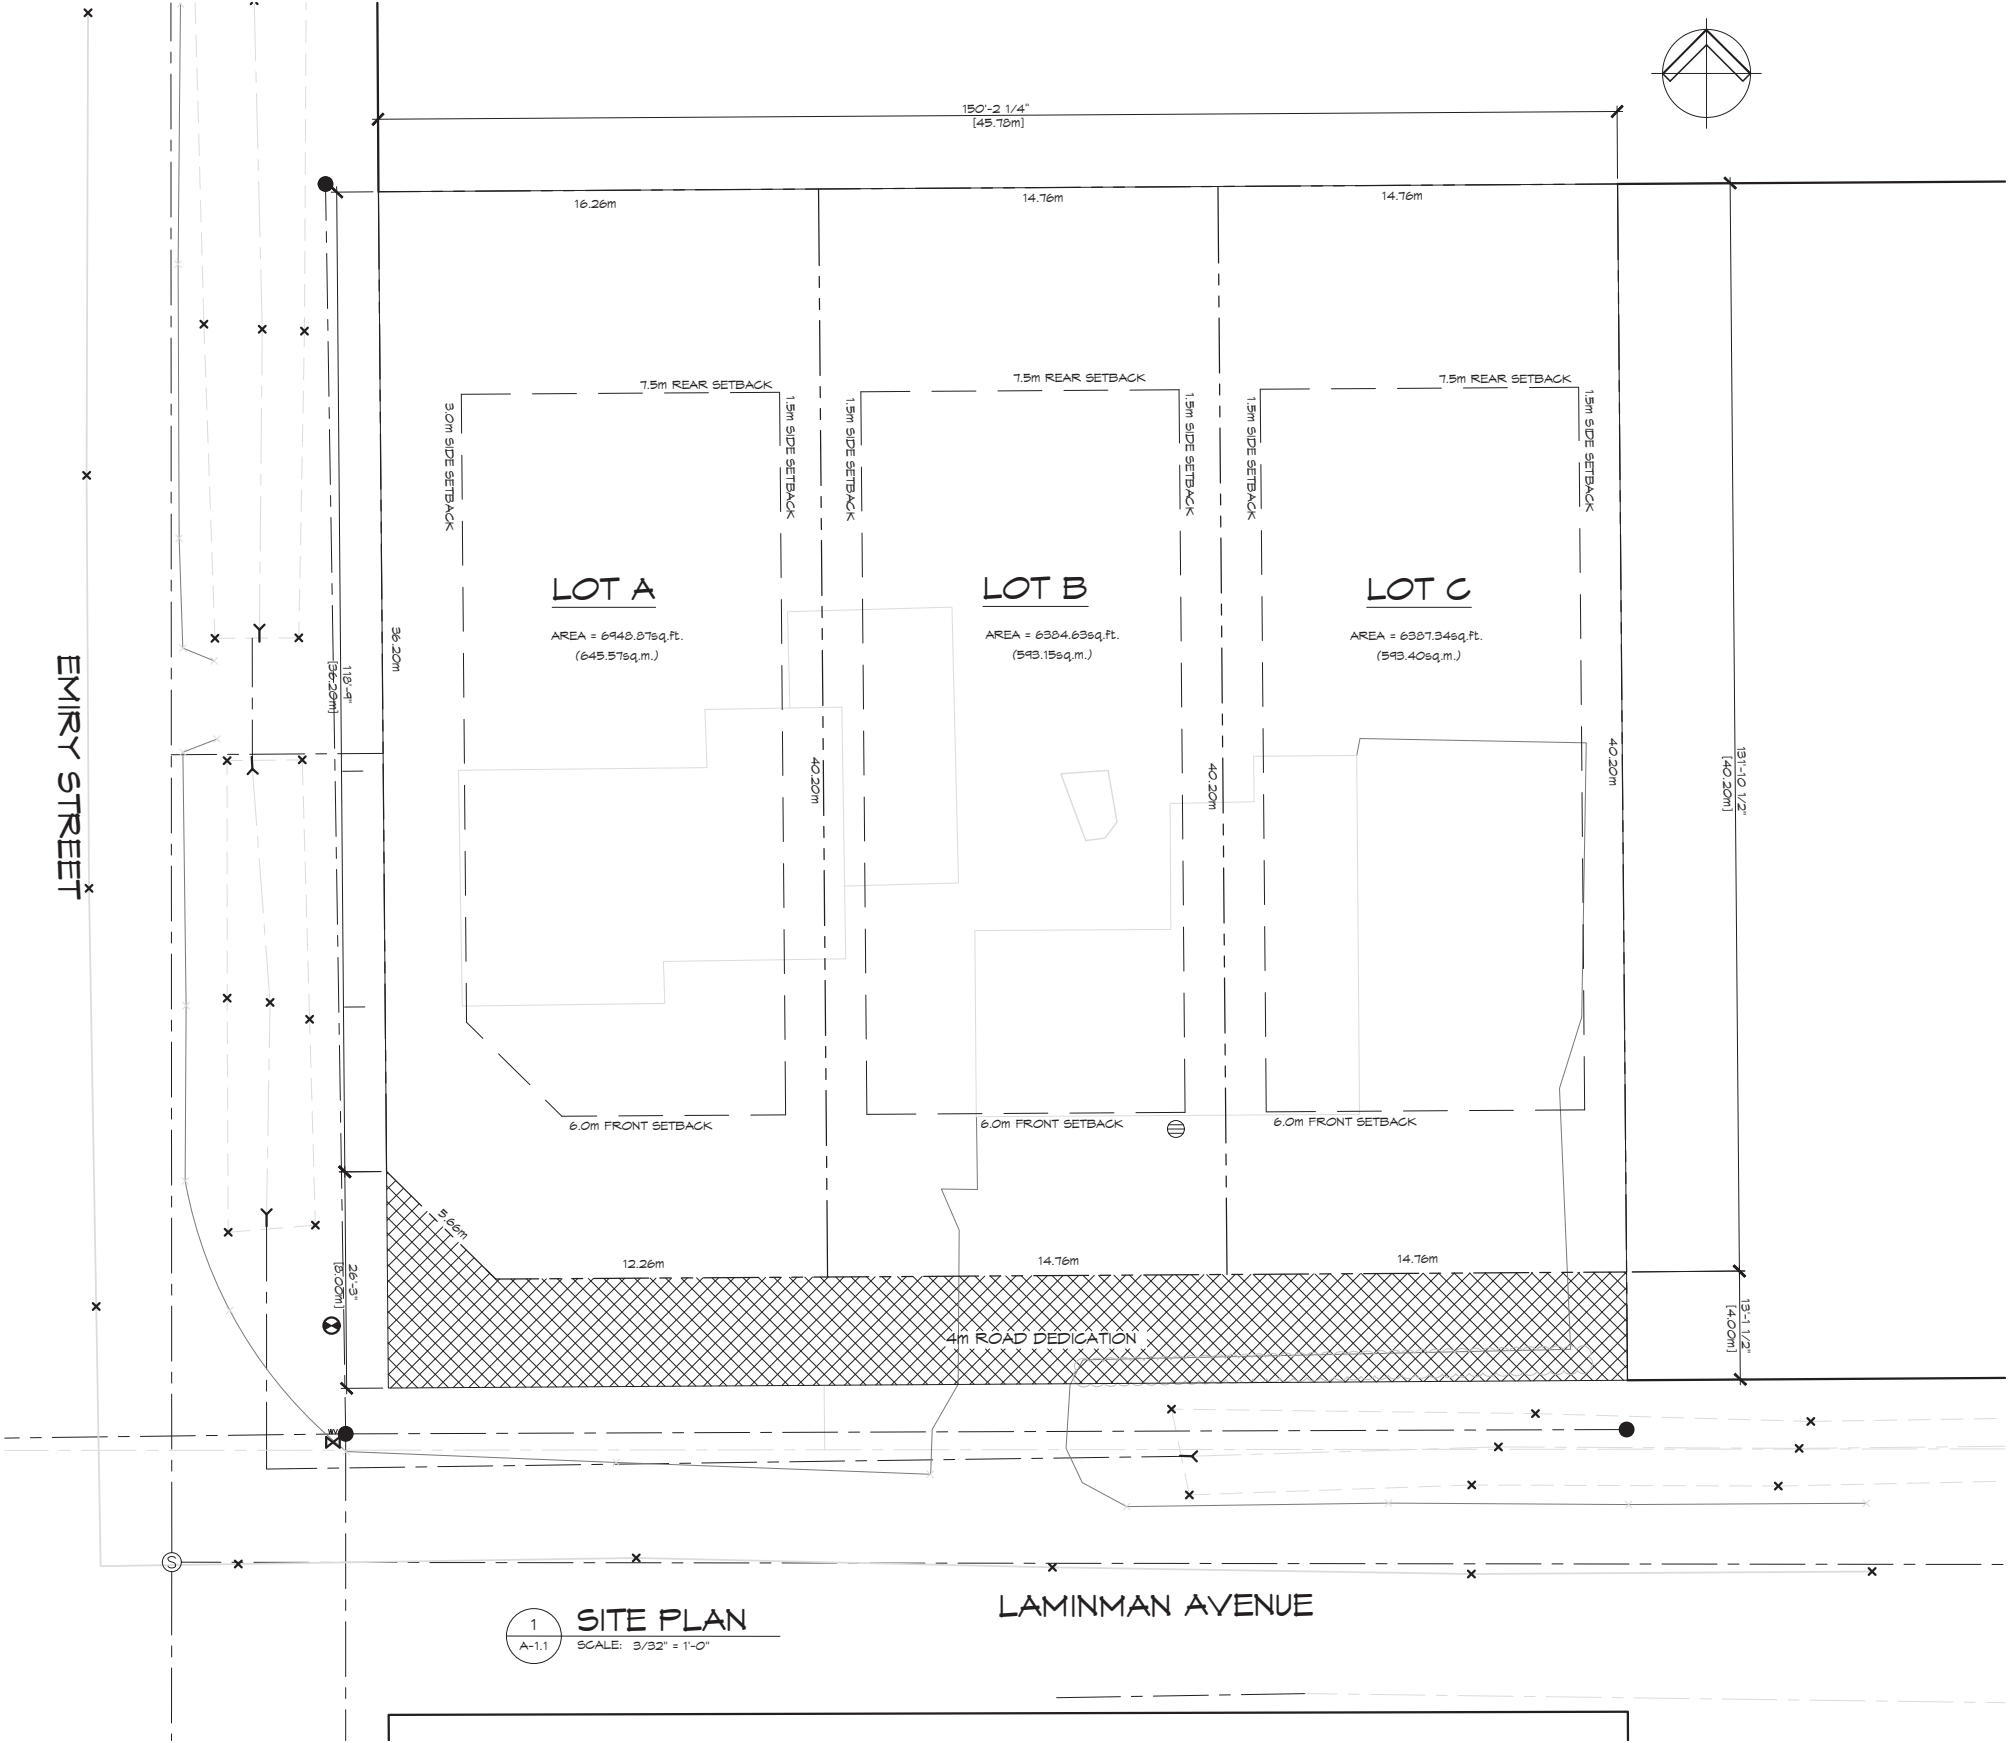 150'-2 1/4"
[45.78m]
16.26m
14.76m
14.76m
7.5m REAR SETBACK
7.5m REAR SETBACK
7.5m REAR SETBACK
3.0m SIDE SETBACK
1.5m SIDE SETBACK
1.5m SIDE SETBACK
1.5m SIDE SETBACK
1.5m SIDE SETBACK
1.5m SIDE SETBACK
LOT A
AREA = 6948.87sq.ft.
(645.57sq.m.)
LOT B
AREA = 6384.63sq.ft.
(593.15sq.m.)
LOT C
AREA = 6387.34sq.ft.
(593.40sq.m.)
EMIRY STREET
118'-9"
[36.20m]
36.20m
40.20m
40.20m
40.20m
131'-10 1/2"
[40.20m]
6.0m FRONT SETBACK
6.0m FRONT SETBACK
6.0m FRONT SETBACK
5.66m
12.26m
14.76m
14.76m
26'-3"
[8.00m]
4m ROAD DEDICATION
13'-1 1/2"
[4.00m]
WV
S
LAMINMAN AVENUE
1
A-1.1
SITE PLAN
SCALE: 3/32" = 1'-0"